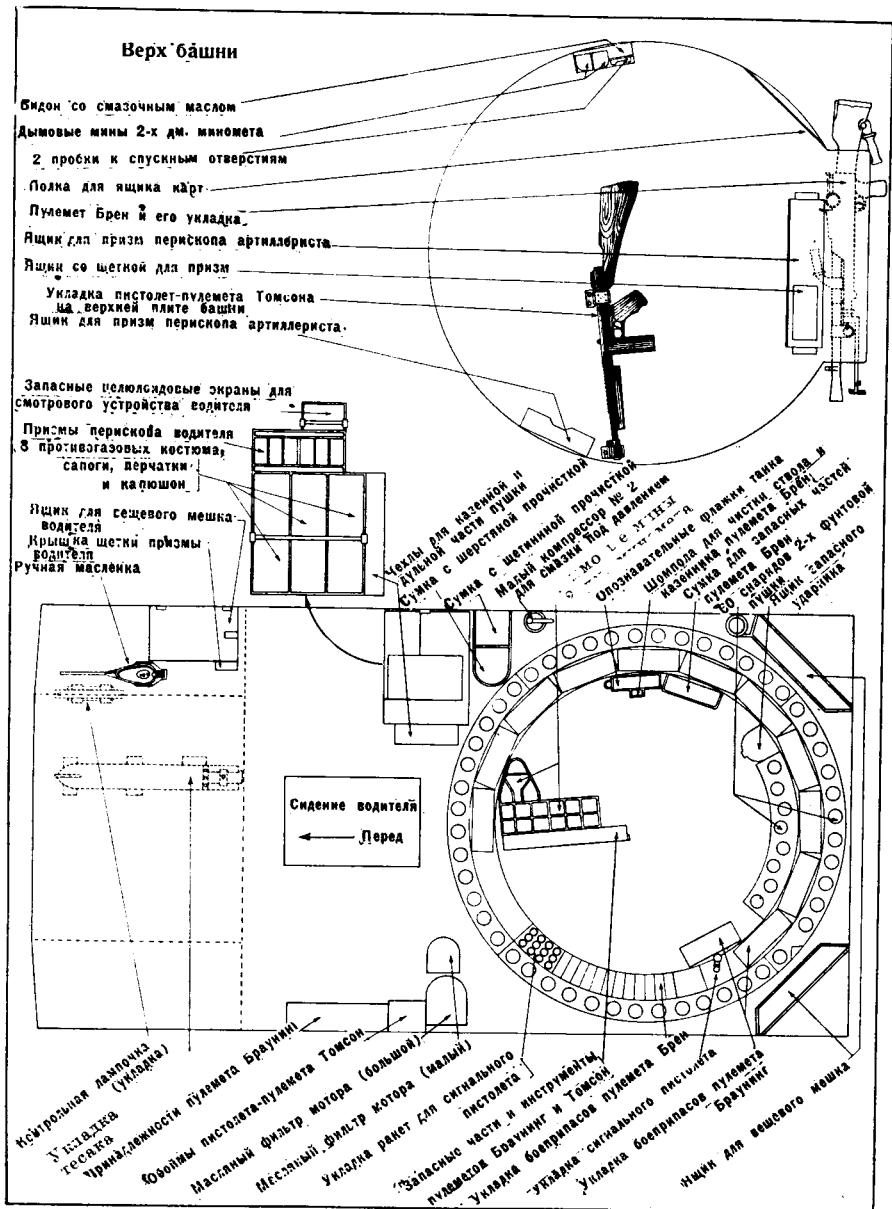 Верх башни
Бидон со смазочным маслом
Дымовые мины 2-х дм. миномета
2 пробки к спускным отверстиям
Полка для ящика карт
Пулемет Брен и его укладка
Ящик для призм перископа артиллериста
Ящик со щеткой для призм
Укладка пистолет-пулемета Томсона
на верхней плите башни
Ящик для призм перископа артиллериста
Запасные целюлоидовые экраны для
смотрового устройства водителя
Призмы перископа водителя
8 противогазовых костюма,
сапоги, перчатки
и капюшон
Ящик для вещевого мешка
водителя
Крышка щетки призмы
водителя
Ручная масленка
Чехлы для казенной и
дульной части пушки
Сумка с шерстяной прочисткой
Сумка с щетинной прочисткой
Малый компрессор № 2
для смазки под давлением
мины
Опознавательные флажки танка
Шомпола для чистки ствола и
казенника пулемета Брен,
Сумка для запасных частей
пулемета Брен
снарядов 2-х фунтовой
пушки
Ящик запасного
ударника
Сидение водителя
Перед
Контрольная лампочка
(укладка)
Укладка
тесака
Принадлежности пулемета Браунинг
Обоймы пистолета-пулемета Томсон
Масляный фильтр мотора (большой)
Масляный фильтр мотора (малый)
Укладка ракет для сигнального
пистолета
Запасные части и инструменты
пулеметов Браунинг и Томсон
Укладка боеприпасов пулемета Брен
укладка сигнального пистолета
Укладка боеприпасов пулемета
Браунинг
Ящик для вещевого мешка